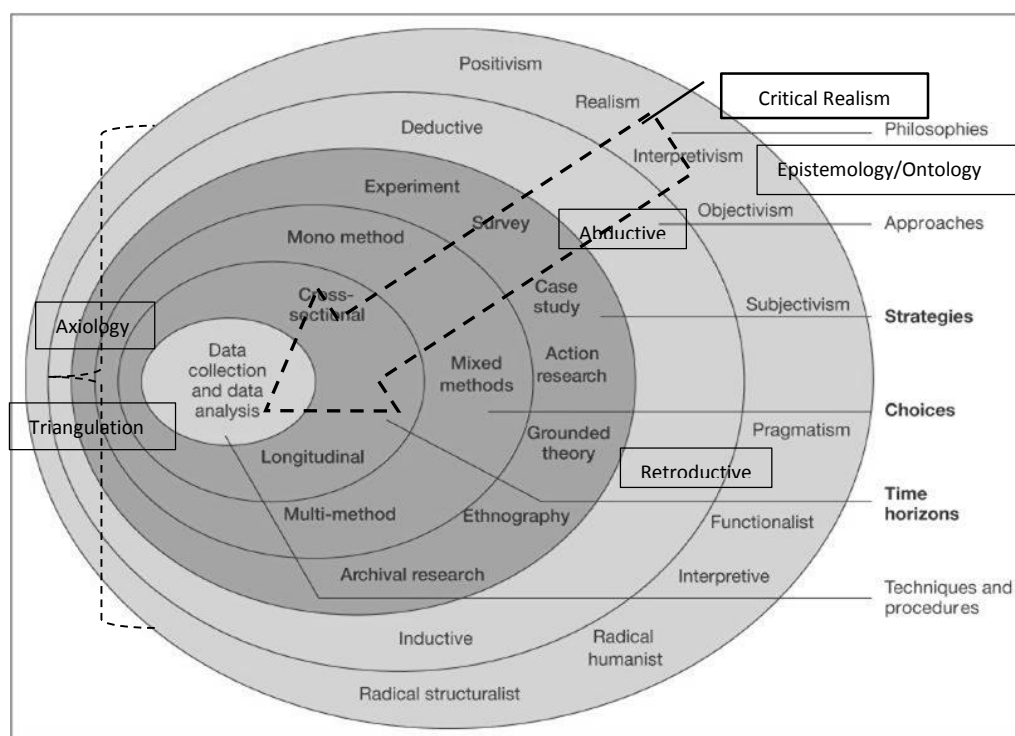 Positivism
Realism
Critical Realism
Philosophies
Deductive
Interpretivism
Epistemology/Ontology
Experiment
Objectivism
Approaches
Survey
Abductive
Mono method
Cross-
sectional
Case
study
Subjectivism
Strategies
Axiology
Data
collection
and data
analysis
Mixed
methods
Action
research
Choices
Triangulation
Pragmatism
Grounded
theory
Longitudinal
Retroductive
Time
horizons
Multi-method
Ethnography
Functionalist
Archival research
Interpretive
Techniques and
procedures
Inductive
Radical
humanist
Radical structuralist